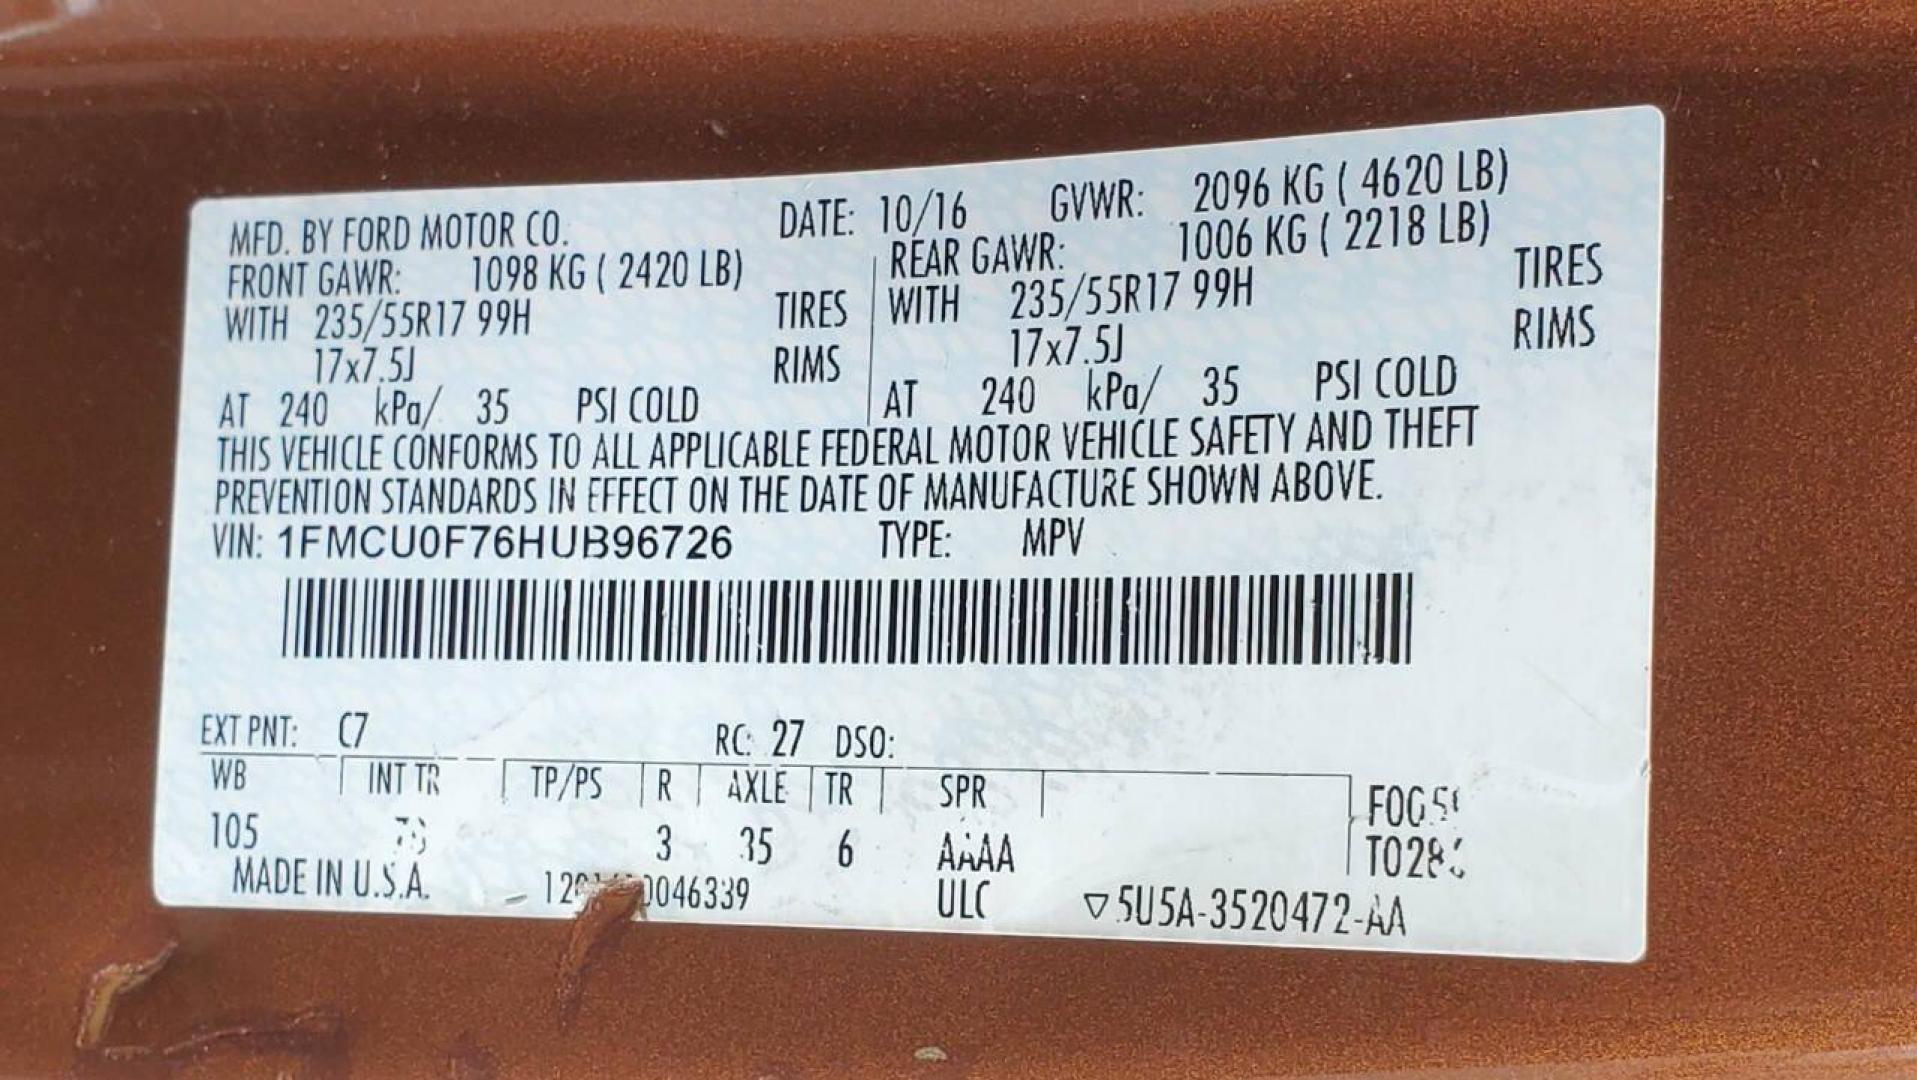 MFD. BY FORD MOTOR CO. DATE: 10/16 GVWR: 2096 KG ( 4620 LB)
FRONT GAWR: 1098 KG ( 2420 LB) REAR GAWR: 1006 KG ( 2218 LB)
WITH 235/55R17 99H TIRES WITH 235/55R17 99H TIRES
17x7.5J RIMS 17x7.5J RIMS
AT 240 kPa/ 35 PSI COLD AT 240 kPa/ 35 PSI COLD
THIS VEHICLE CONFORMS TO ALL APPLICABLE FEDERAL MOTOR VEHICLE SAFETY AND THEFT
PREVENTION STANDARDS IN EFFECT ON THE DATE OF MANUFACTURE SHOWN ABOVE.
VIN: 1FMCU0F76HUB96726 TYPE: MPV
EXT PNT: C7 RC: 27 DSO:
WB INT TR TP/PS R AXLE TR SPR
105 3 35 6 AAAA
MADE IN U.S.A. ULC ▽5U5A-3520472-AA